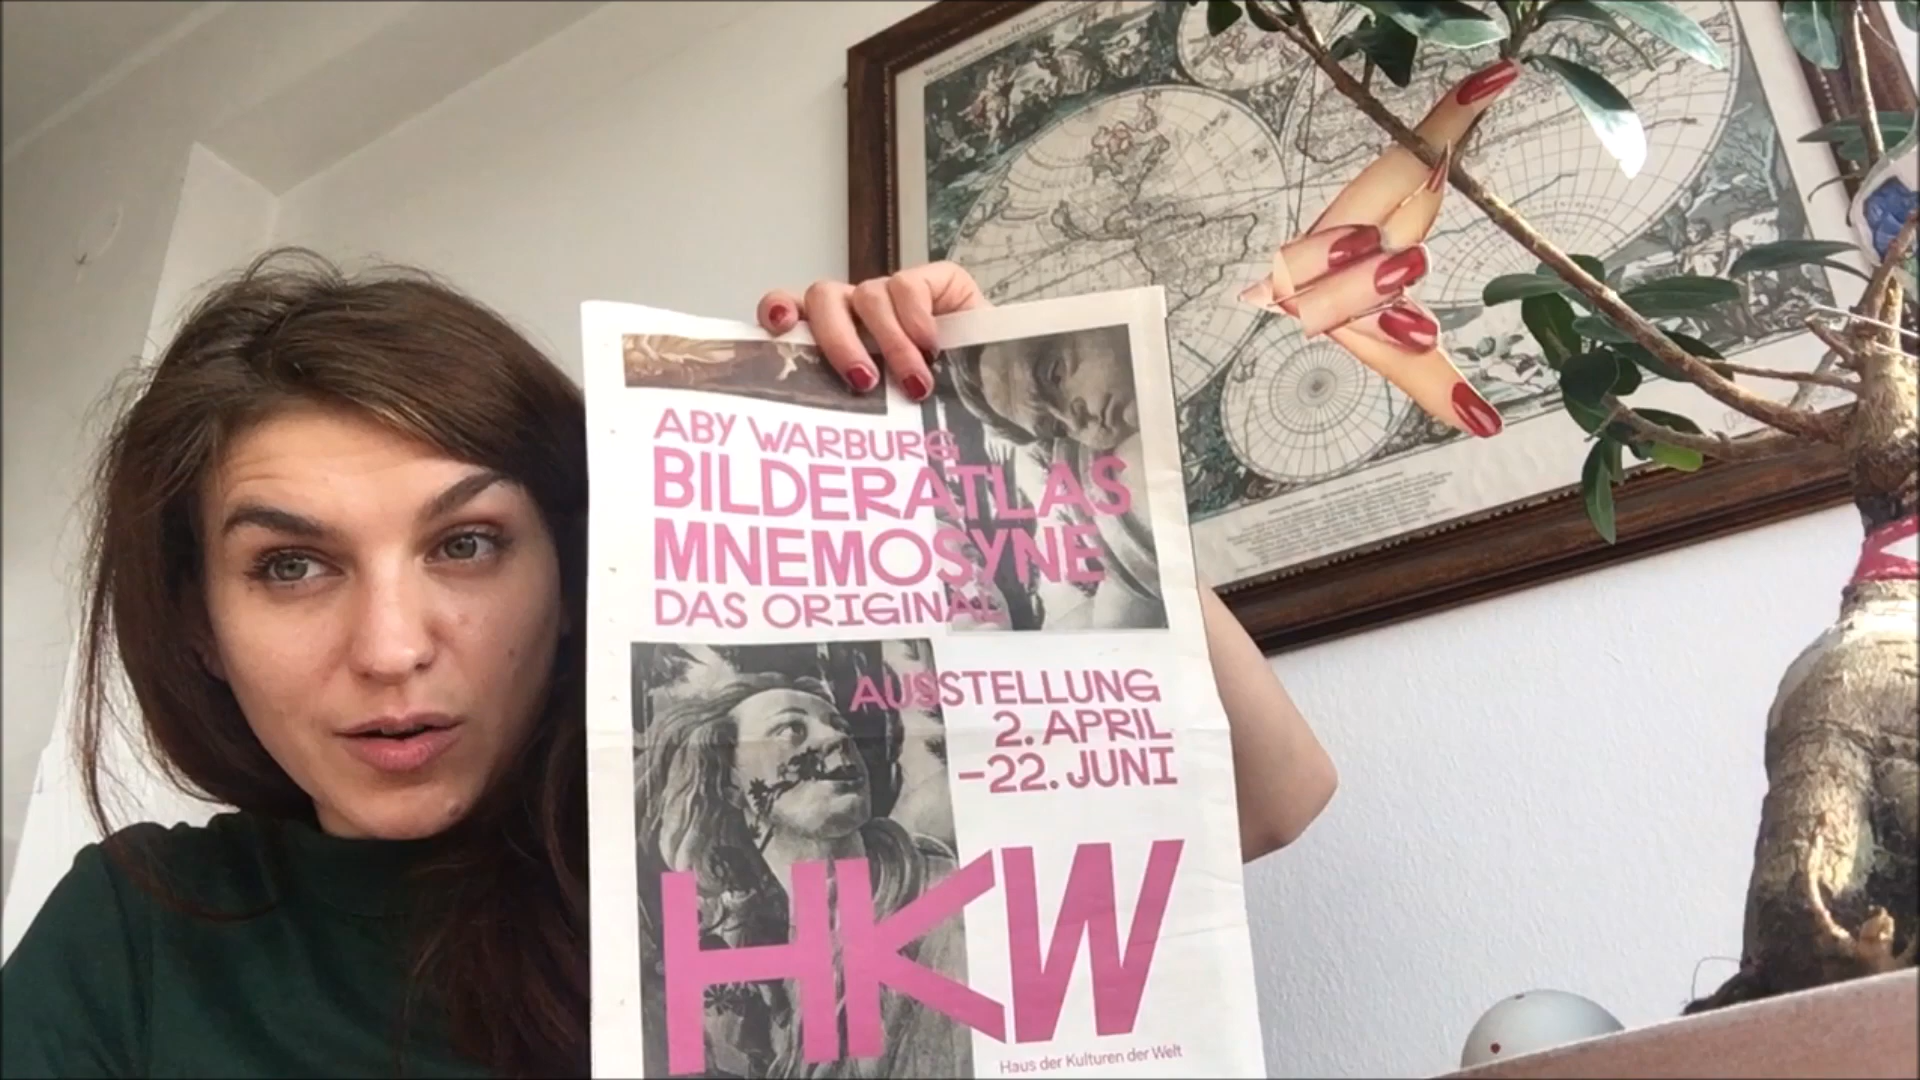 ABY WARBURG
BILDERATLAS
MNEMOSYNE
DAS ORIGINAL
AUSSTELLUNG
2. APRIL
–22. JUNI
HKW
Haus der Kulturen der Welt